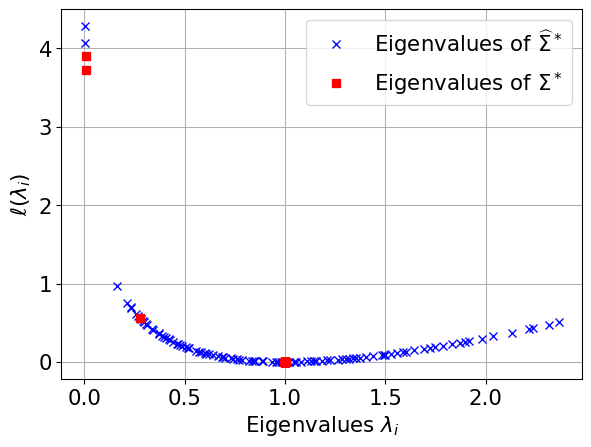 Eigenvalues of Σ̂*
Eigenvalues of Σ*
4
3
2
1
0
ℓ(λᵢ)
0.0 0.5 1.0 1.5 2.0
Eigenvalues λᵢ